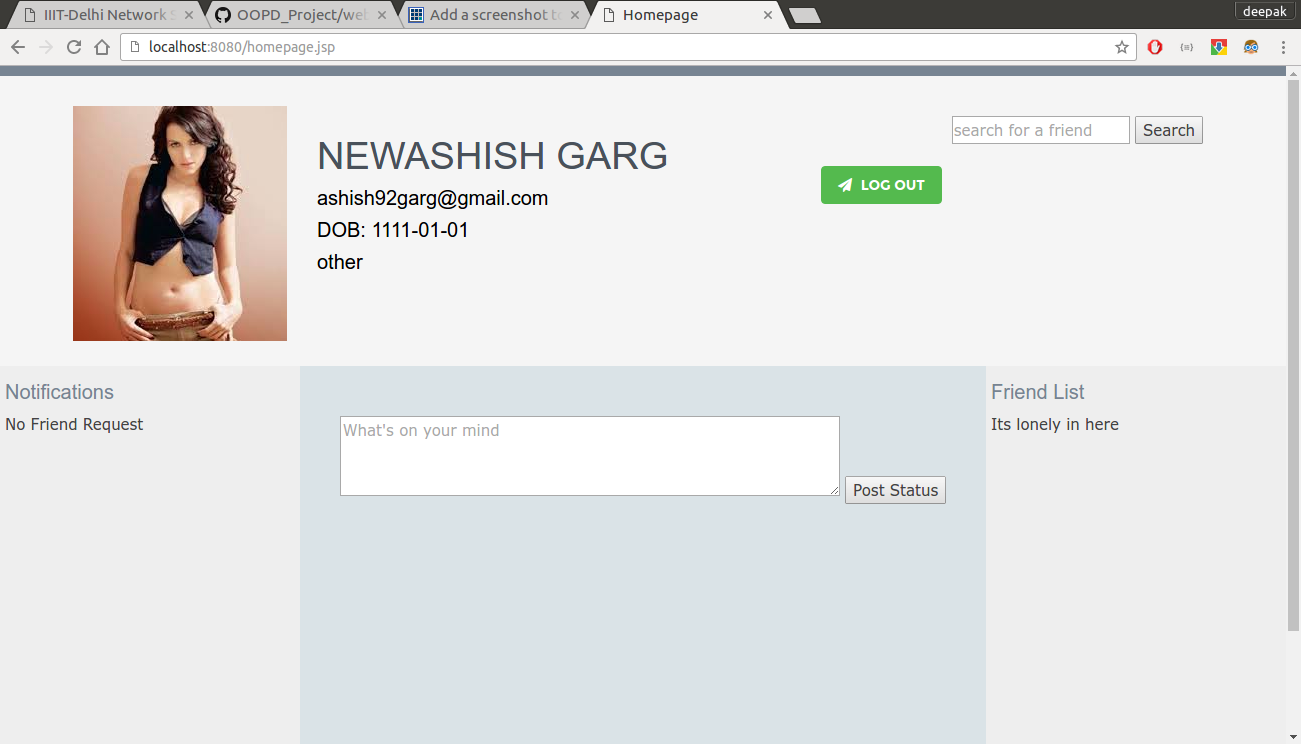 IIIT-Delhi Network S
OOPD_Project/web
Add a screenshot to
Homepage
deepak
localhost:8080/homepage.jsp
search for a friend
Search
NEWASHISH GARG
LOG OUT
ashish92garg@gmail.com
DOB: 1111-01-01
other
Notifications
No Friend Request
What's on your mind
Post Status
Friend List
Its lonely in here